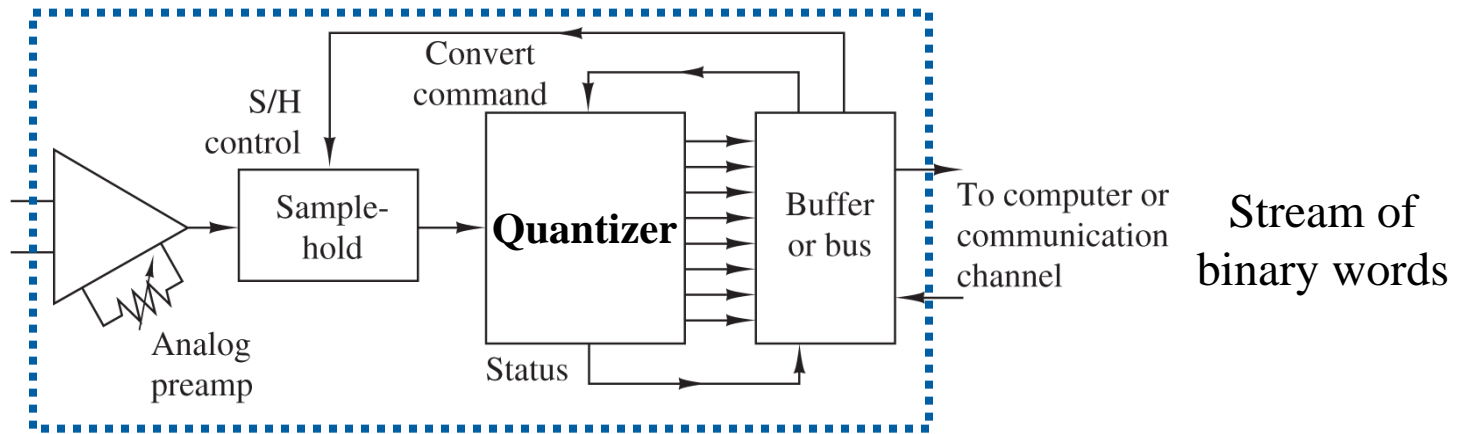 Convert
command
S/H
control
Sample-
hold
Quantizer
Buffer
or bus
To computer or
communication
channel
Stream of
binary words
Analog
preamp
Status